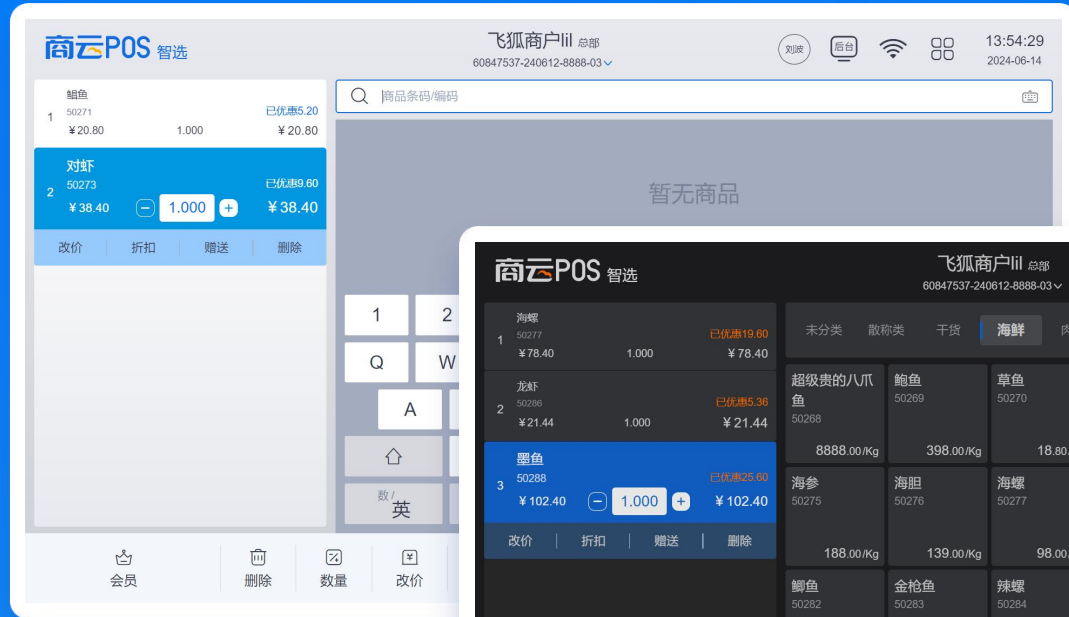 商云POS 智选
飞狐商户lil 总部
60847537-240612-8888-03
刘波
后台
13:54:29
2024-06-14
鲳鱼
1 50271 已优惠5.20
¥20.80 1.000 ¥20.80
对虾
2 50273 已优惠9.60
¥38.40 1.000 ¥38.40
改价 折扣 赠送 删除
商品条码/编码
暂无商品
1 2
Q W
A
数/英
会员 删除 数量 改价
商云POS 智选
飞狐商户lil 总部
60847537-240612-8888-03
海螺
1 50277 已优惠19.60
¥78.40 1.000 ¥78.40
龙虾
2 50286 已优惠5.36
¥21.44 1.000 ¥21.44
墨鱼
3 50288 已优惠25.60
¥102.40 1.000 ¥102.40
改价 折扣 赠送 删除
未分类 散称类 干货 海鲜
超级贵的八爪鱼
50268
8888.00/Kg
鲍鱼
50269
398.00/Kg
草鱼
50270
18.80
海参
50275
188.00/Kg
海胆
50276
139.00/Kg
海螺
50277
98.00
鲫鱼
50282
金枪鱼
50283
辣螺
50284